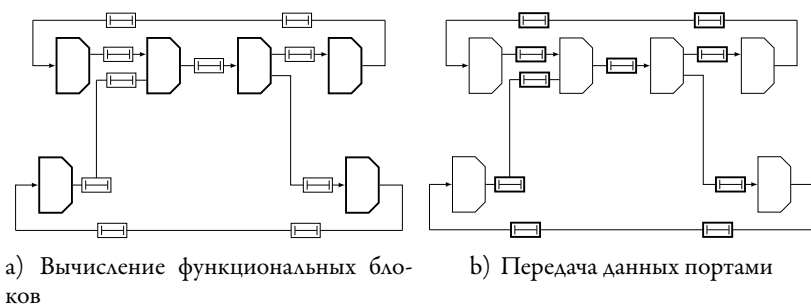 a) Вычисление функциональных бло-
ков
b) Передача данных портами